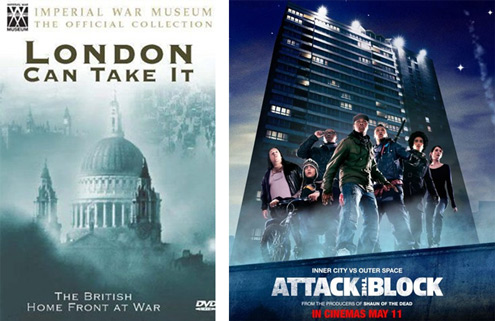 IMPERIAL WAR MUSEUM
THE OFFICIAL COLLECTION
IMPERIAL WAR
MUSEUM
LONDON
CAN TAKE IT
THE BRITISH
HOME FRONT AT WAR
DVD
INNER CITY VS OUTER SPACE
ATTACK THE BLOCK
FROM THE PRODUCERS OF SHAUN OF THE DEAD
IN CINEMAS MAY 11